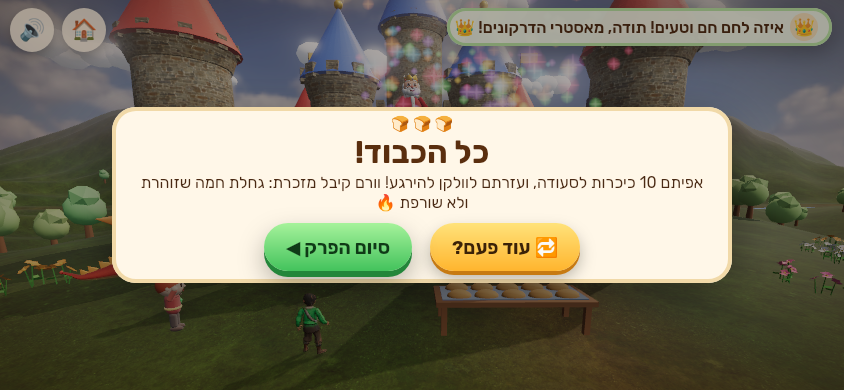 איזה לחם חם וטעים! תודה, מאסטרי הדרקונים!
כל הכבוד!
אפיתם 10 כיכרות לסעודה, ועזרתם לוולקן להירגע! וורם קיבל מזכרת: גחלת חמה שזוהרת
ולא שורפת 🔥
עוד פעם?
סיום הפרק ◀